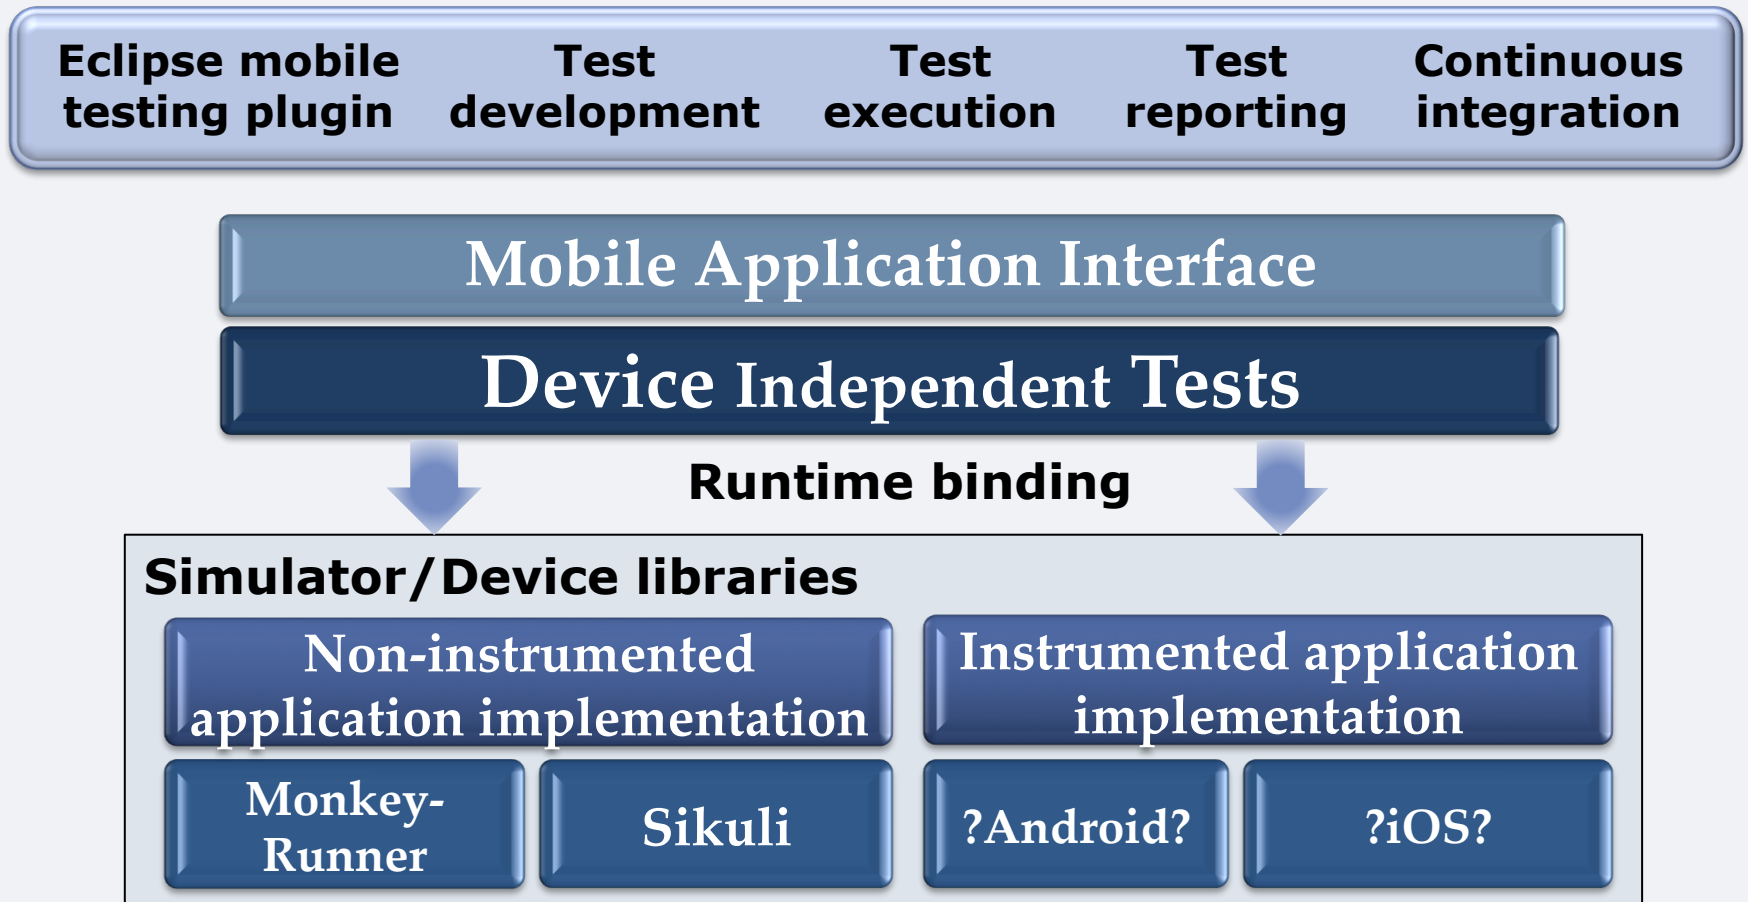 Eclipse mobile
testing plugin
Test
development
Test
execution
Test
reporting
Continuous
integration
Mobile Application Interface
Device Independent Tests
Runtime binding
Simulator/Device libraries
Non-instrumented
application implementation
Instrumented application
implementation
Monkey-
Runner
Sikuli
?Android?
?iOS?